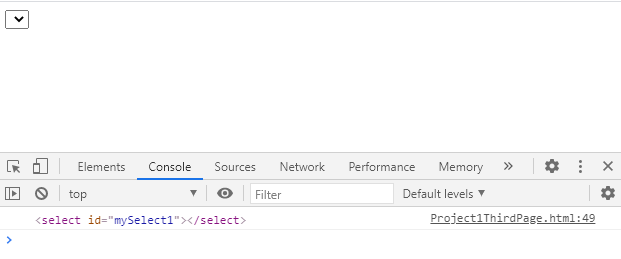 Elements Console Sources Network Performance Memory »
top Filter Default levels
<select id="mySelect1"></select> Project1ThirdPage.html:49
>